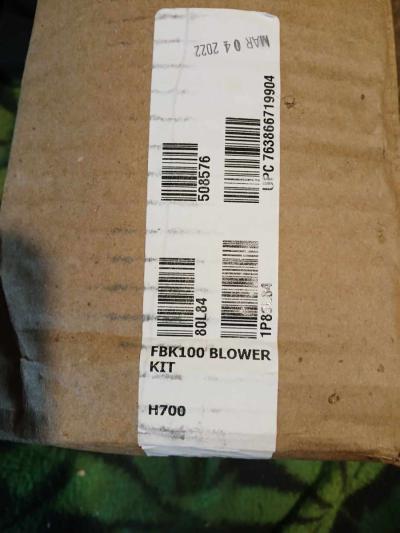 MAR 04 2022
508576
UPC 763866719904
80L84
FBK100 BLOWER
KIT
H700